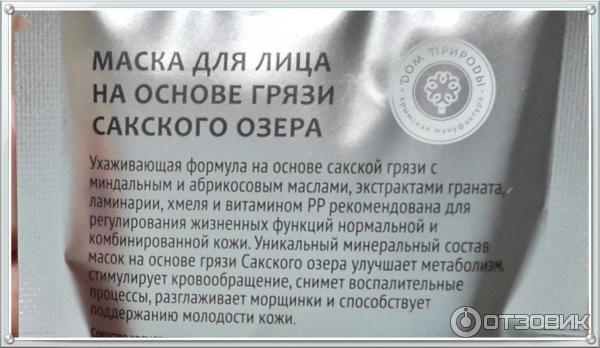 МАСКА ДЛЯ ЛИЦА
НА ОСНОВЕ ГРЯЗИ
САКСКОГО ОЗЕРА
ДОМ ПРИРОДЫ
крымская мануфактура
Ухаживающая формула на основе сакской грязи с
миндальным и абрикосовым маслами, экстрактами граната,
ламинарии, хмеля и витамином РР рекомендована для
регулирования жизненных функций нормальной и
комбинированной кожи. Уникальный минеральный состав
масок на основе грязи Сакского озера улучшает метаболизм,
стимулирует кровообращение, снимет воспалительные
процессы, разглаживает морщинки и способствует
поддержанию молодости кожи.
ОТЗОВИК